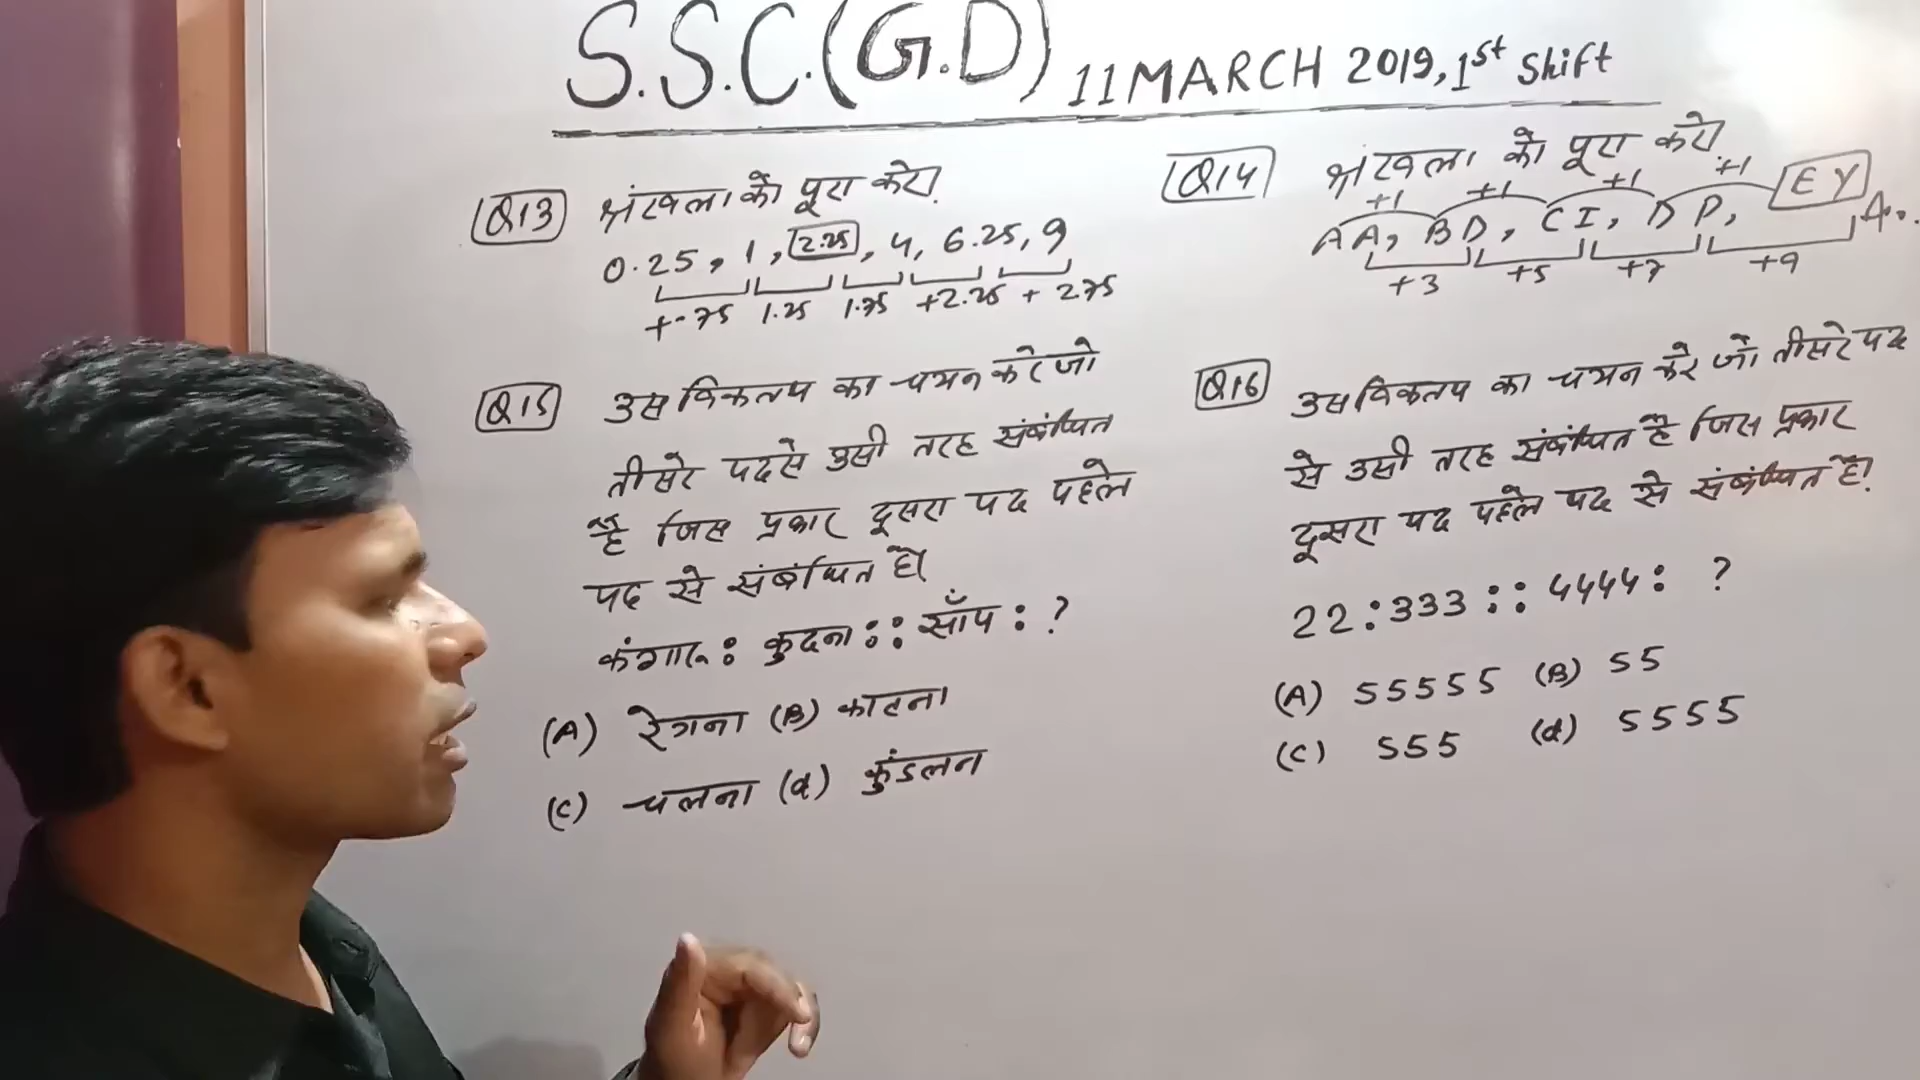 S.S.C.(G.D) 11 MARCH 2019, 1st Shift
Q13 श्रंखला को पूरा करो.
0.25, 1, 2.25, 4, 6.25, 9
+.75 1.25 1.75 +2.25 + 2.75
Q14 श्रंखला को पूरा करो
+1 +1 +1 +1
AA, BD, CI, DP, EY A..
+3 +5 +7 +9
Q15 उस विकल्प का चयन करे जो
तीसरे पद से उसी तरह संबंधित
है जिस प्रकार दूसरा पद पहले
पद से संबंधित है।
कंगारू : कुदना :: साँप : ?
(A) रेगना (B) काटना
(C) चलना (d) कुंडलन
Q16 उस विकल्प का चयन करे जो तीसरे पद
से उसी तरह संबंधित है जिस प्रकार
दूसरा पद पहले पद से संबंधित है?
22:333 :: 4444: ?
(A) 55555 (B) 55
(C) 555 (d) 5555